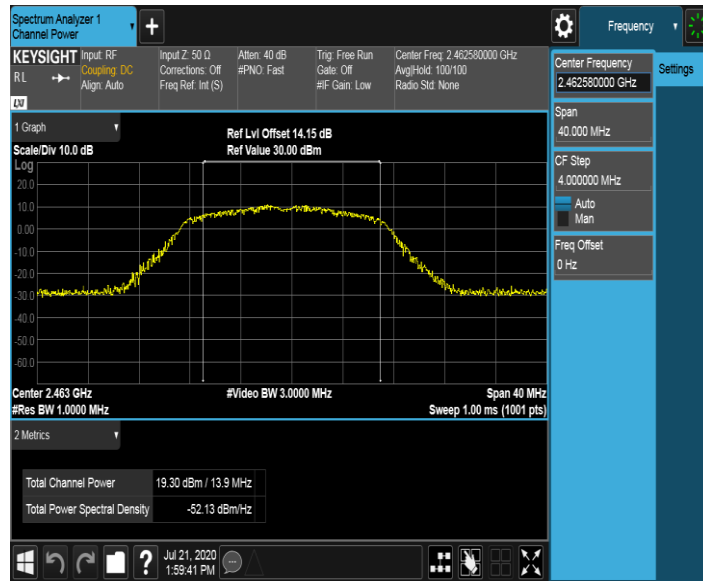 Spectrum Analyzer 1
Channel Power
+
Frequency
KEYSIGHT
RL
LXI
Input: RF
Coupling: DC
Align: Auto
Input Z: 50 Ω
Corrections: Off
Freq Ref: Int (S)
Atten: 40 dB
#PNO: Fast
Trig: Free Run
Gate: Off
#IF Gain: Low
Center Freq: 2.462580000 GHz
Avg|Hold: 100/100
Radio Std: None
Center Frequency
2.462580000 GHz
Settings
Span
40.000 MHz
CF Step
4.000000 MHz
Auto
Man
Freq Offset
0 Hz
1 Graph
Scale/Div 10.0 dB
Ref Lvl Offset 14.15 dB
Ref Value 30.00 dBm
Log
20.0
10.0
0.00
-10.0
-20.0
-30.0
-40.0
-50.0
-60.0
Center 2.463 GHz
#Video BW 3.0000 MHz
Span 40 MHz
#Res BW 1.0000 MHz
Sweep 1.00 ms (1001 pts)
2 Metrics
Total Channel Power 19.30 dBm / 13.9 MHz
Total Power Spectral Density -52.13 dBm/Hz
?
Jul 21, 2020
1:59:41 PM